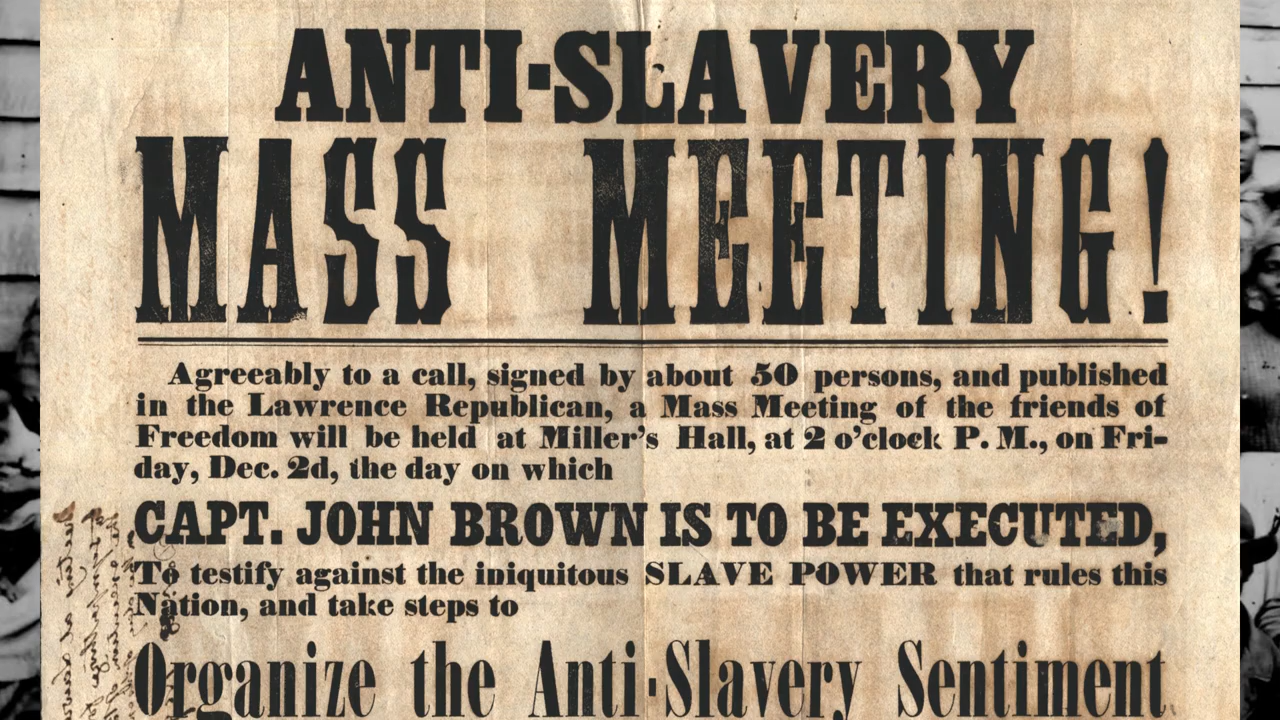 ANTI-SLAVERY
MASS MEETING!
Agreeably to a call, signed by about 50 persons, and published
in the Lawrence Republican, a Mass Meeting of the friends of
Freedom will be held at Miller's Hall, at 2 o'clock P. M., on Fri-
day, Dec. 2d, the day on which
CAPT. JOHN BROWN IS TO BE EXECUTED,
To testify against the iniquitous SLAVE POWER that rules this
Nation, and take steps to
Organize the Anti-Slavery Sentiment